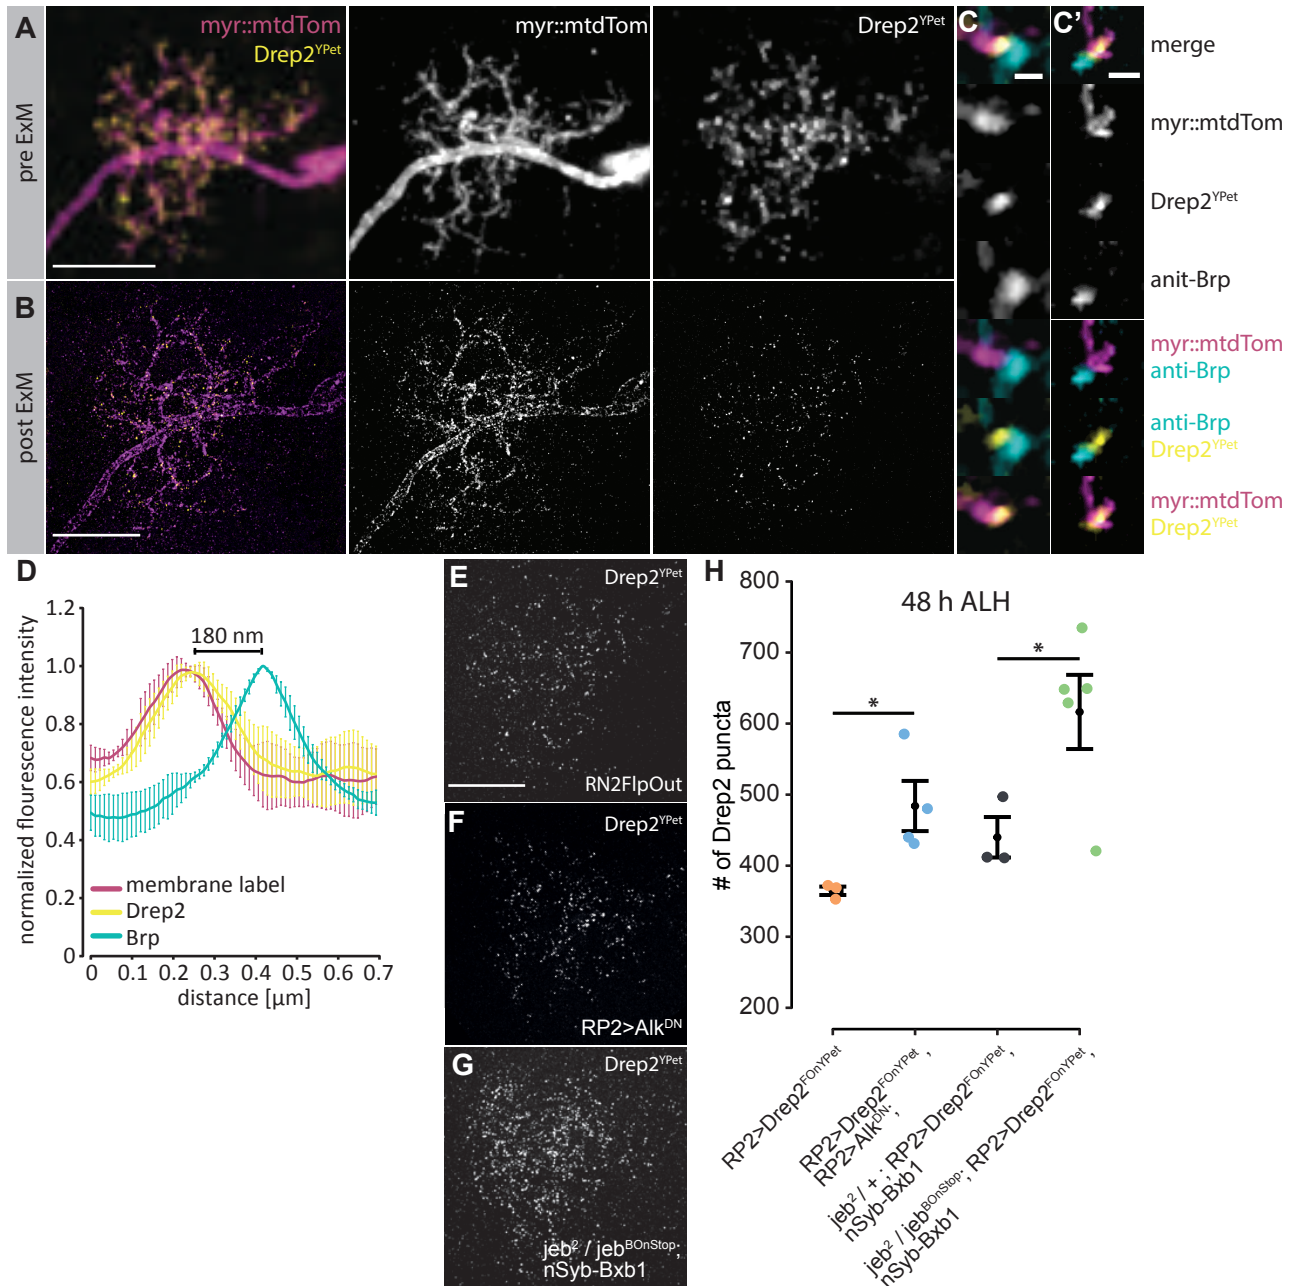 A
pre ExM
myr::mtdTom
Drep2YPet
myr::mtdTom
Drep2YPet
C
C'
merge
myr::mtdTom
Drep2YPet
anit-Brp
B
post ExM
myr::mtdTom
anti-Brp
anti-Brp
Drep2YPet
myr::mtdTom
Drep2YPet
D
normalized flourescence intensity
1.2
1.0
0.8
0.6
0.4
0.2
0
180 nm
membrane label
Drep2
Brp
0 0.1 0.2 0.3 0.4 0.5 0.6 0.7
distance [µm]
E
Drep2YPet
RN2FlpOut
F
Drep2YPet
RP2>AlkDN
G
Drep2YPet
jeb2 / jebBOnStop;
nSyb-Bxb1
H
48 h ALH
# of Drep2 puncta
800
700
600
500
400
300
200
*
*
RP2>Drep2FOnYPet
RP2>Drep2FOnYPet,
RP2>AlkDN;
jeb2 / + ; RP2>Drep2FOnYPet,
nSyb-Bxb1
jeb2 / jebBOnStop; RP2>Drep2FOnYPet,
nSyb-Bxb1